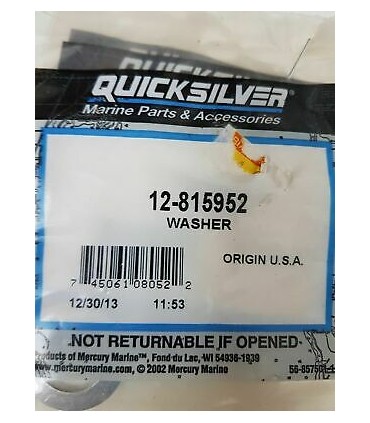 QUICKSILVER
Marine Parts & Accessories
12-815952
WASHER
ORIGIN U.S.A.
7 45061 08052 2
12/30/13 11:53
NOT RETURNABLE IF OPENED
Products of Mercury Marine™, Fond du Lac, WI 54936-1939
www.mercurymarine.com © 2002 Mercury Marine